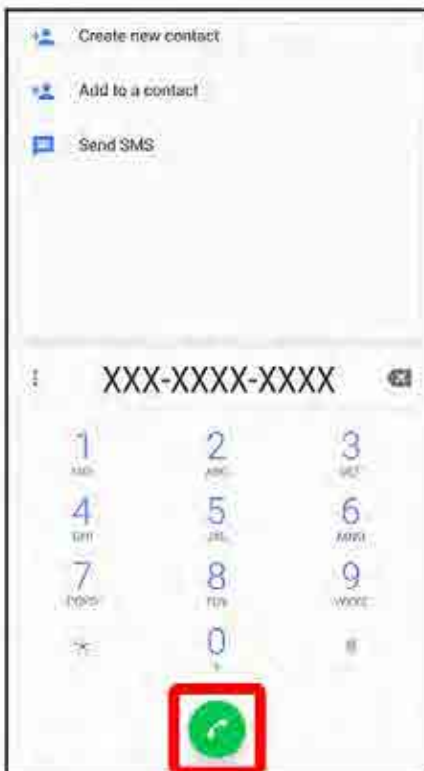 Create new contact
Add to a contact
Send SMS
XXX-XXXX-XXXX
1 2 3
ABC
4 5 6
GHI JKL MNO
7 8 9
PQRS TUV WXYZ
* 0 #
+